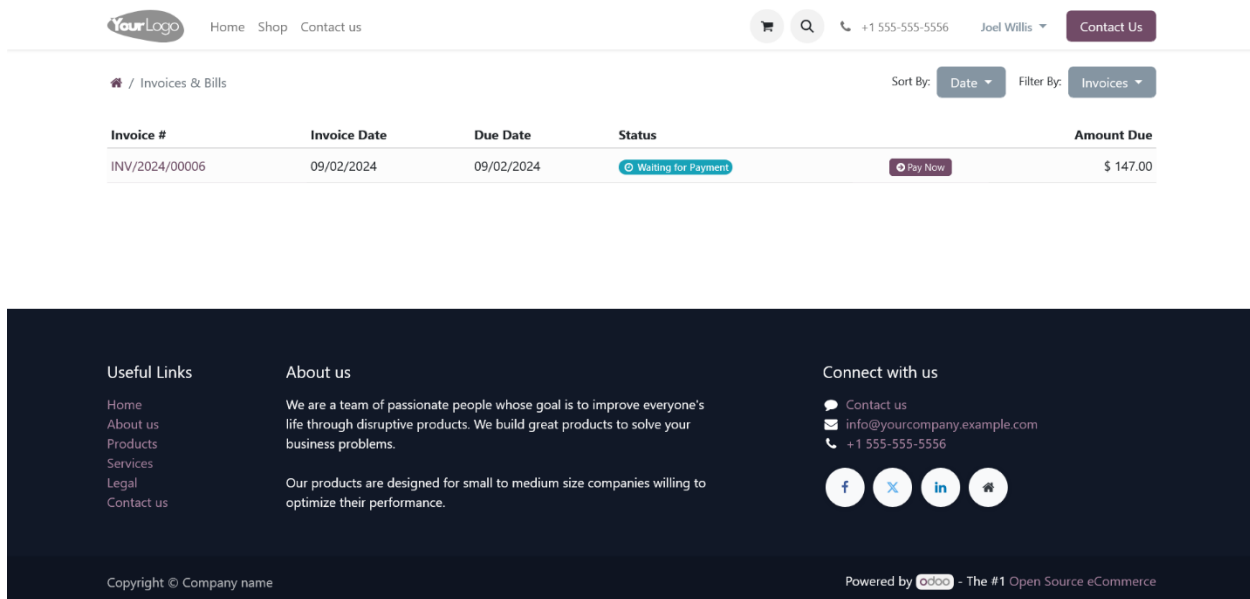 YourLogo Home Shop Contact us +1 555-555-5556 Joel Willis Contact Us
/ Invoices & Bills Sort By: Date Filter By: Invoices
Invoice # Invoice Date Due Date Status Amount Due
INV/2024/00006 09/02/2024 09/02/2024 Waiting for Payment Pay Now $ 147.00
Useful Links
Home
About us
Products
Services
Legal
Contact us
About us
We are a team of passionate people whose goal is to improve everyone's
life through disruptive products. We build great products to solve your
business problems.
Our products are designed for small to medium size companies willing to
optimize their performance.
Connect with us
Contact us
info@yourcompany.example.com
+1 555-555-5556
f X in
Copyright © Company name Powered by odoo - The #1 Open Source eCommerce